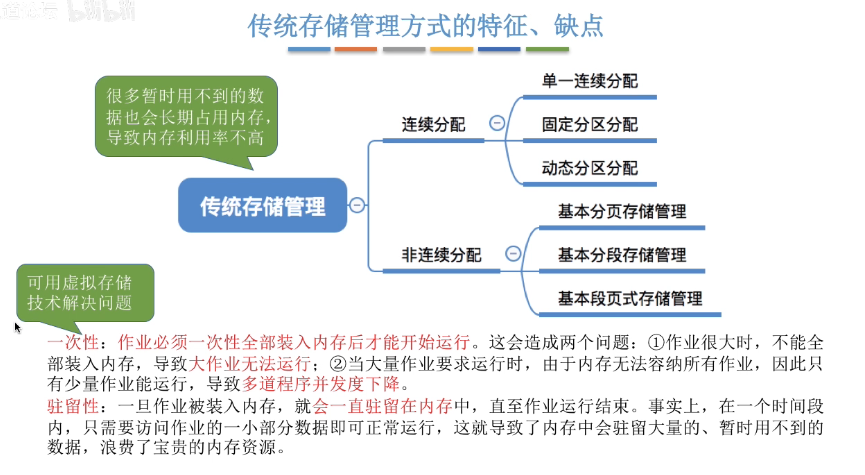 传统存储管理方式的特征、缺点
很多暂时用不到的数
据也会长期占用内存，
导致内存利用率不高
传统存储管理
连续分配
单一连续分配
固定分区分配
动态分区分配
非连续分配
基本分页存储管理
基本分段存储管理
基本段页式存储管理
可用虚拟存储
技术解决问题
一次性：作业必须一次性全部装入内存后才能开始运行。这会造成两个问题：①作业很大时，不能全
部装入内存，导致大作业无法运行；②当大量作业要求运行时，由于内存无法容纳所有作业，因此只
有少量作业能运行，导致多道程序并发度下降。
驻留性：一旦作业被装入内存，就会一直驻留在内存中，直至作业运行结束。事实上，在一个时间段
内，只需要访问作业的一小部分数据即可正常运行，这就导致了内存中会驻留大量的、暂时用不到的
数据，浪费了宝贵的内存资源。